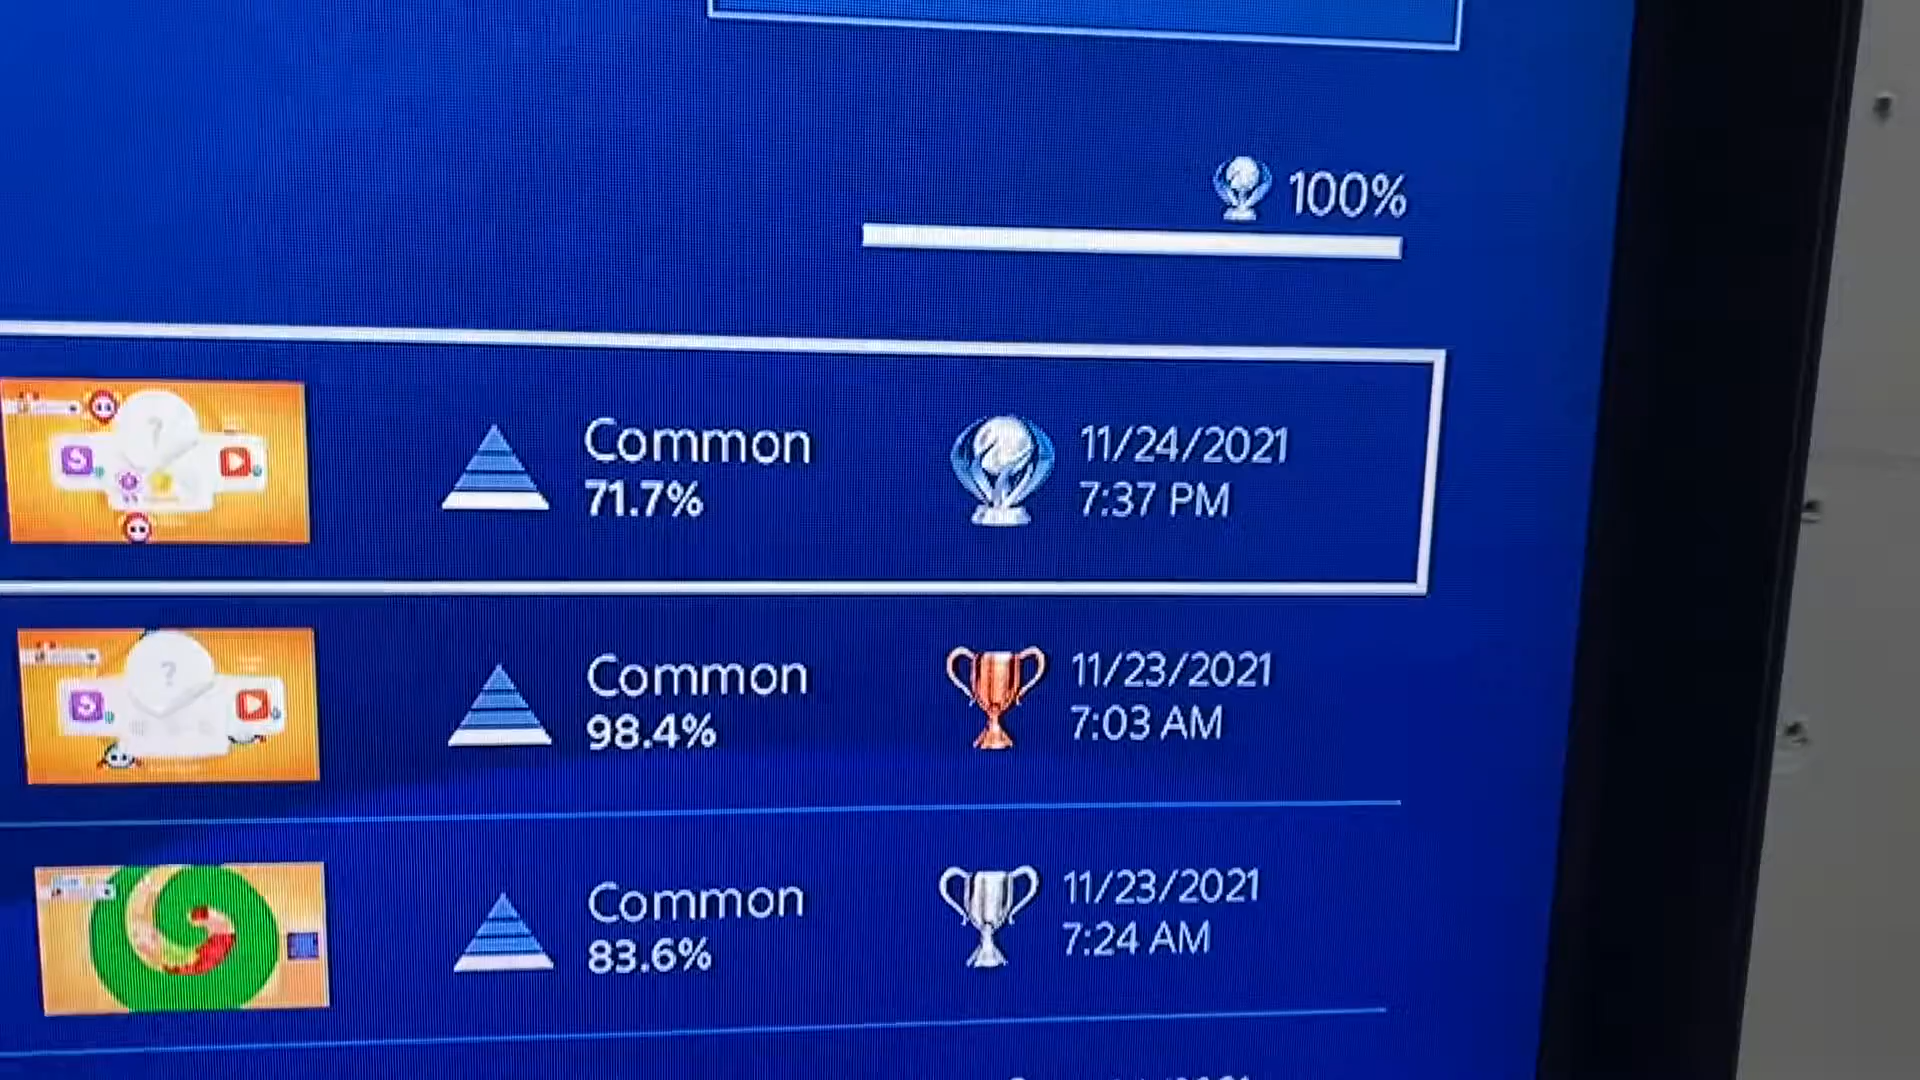 100%
Common
71.7%
11/24/2021
7:37 PM
Common
98.4%
11/23/2021
7:03 AM
Common
83.6%
11/23/2021
7:24 AM